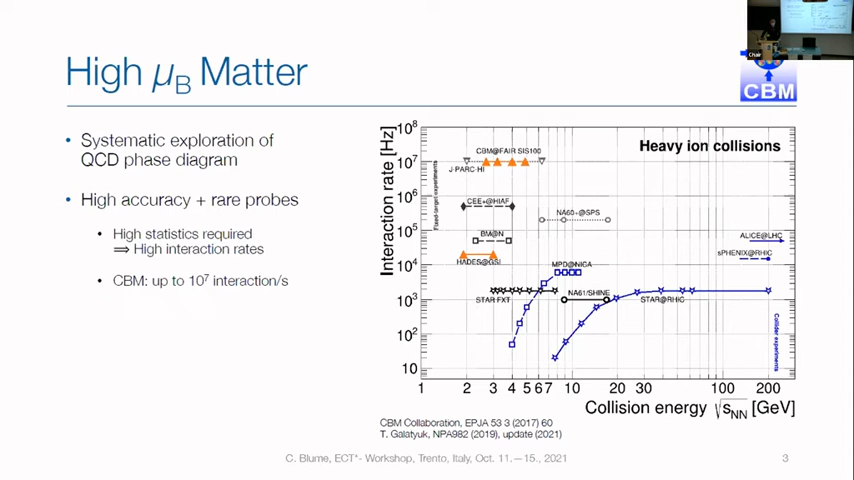 High μB Matter
Chair
CBM
• Systematic exploration of
QCD phase diagram
• High accuracy + rare probes
• High statistics required
⟹ High interaction rates
• CBM: up to 10⁷ interaction/s
Interaction rate [Hz]
10⁸
10⁷
10⁶
10⁵
10⁴
10³
10²
10
Heavy ion collisions
CBM@FAIR SIS100
J-PARC-HI
Fixed-target experiments
CEE+@HIAF
NA60+@SPS
BM@N
ALICE@LHC
sPHENIX@RHIC
HADES@GSI
MPD@NICA
STAR FXT
NA61/SHINE
STAR@RHIC
Collider experiments
1 2 3 4 5 6 7 10 20 30 100 200
Collision energy √sNN [GeV]
CBM Collaboration, EPJA 53 3 (2017) 60
T. Galatyuk, NPA982 (2019), update (2021)
C. Blume, ECT*- Workshop, Trento, Italy, Oct. 11.—15., 2021
3